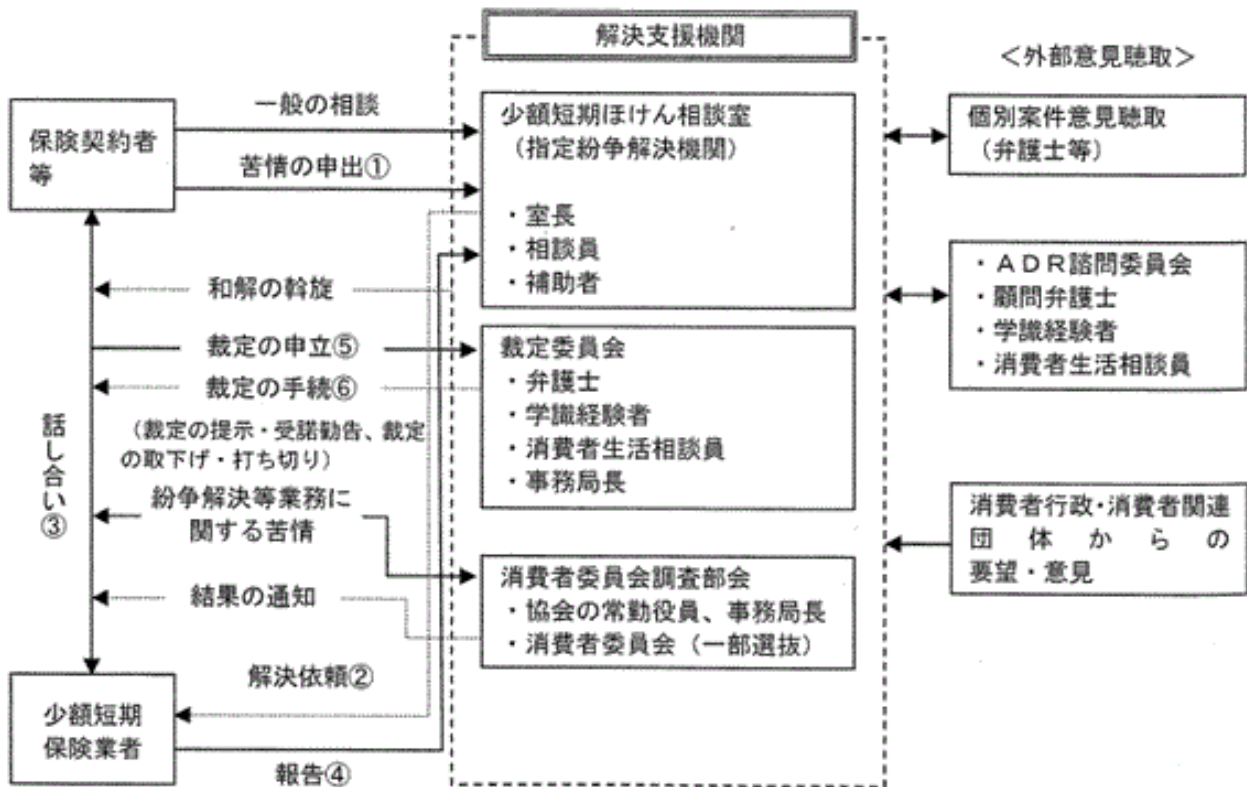 解決支援機関
＜外部意見聴取＞
一般の相談
保険契約者
等
苦情の申出①
少額短期ほけん相談室
（指定紛争解決機関）
・室長
・相談員
・補助者
個別案件意見聴取
（弁護士等）
和解の斡旋
裁定の申立⑤
裁定の手続⑥
（裁定の提示・受諾勧告、裁定
の取下げ・打ち切り）
話し合い③
紛争解決等業務に
関する苦情
結果の通知
裁定委員会
・弁護士
・学識経験者
・消費者生活相談員
・事務局長
・ＡＤＲ諮問委員会
・顧問弁護士
・学識経験者
・消費者生活相談員
消費者行政・消費者関連
団体からの
要望・意見
消費者委員会調査部会
・協会の常勤役員、事務局長
・消費者委員会（一部選抜）
解決依頼②
少額短期
保険業者
報告④